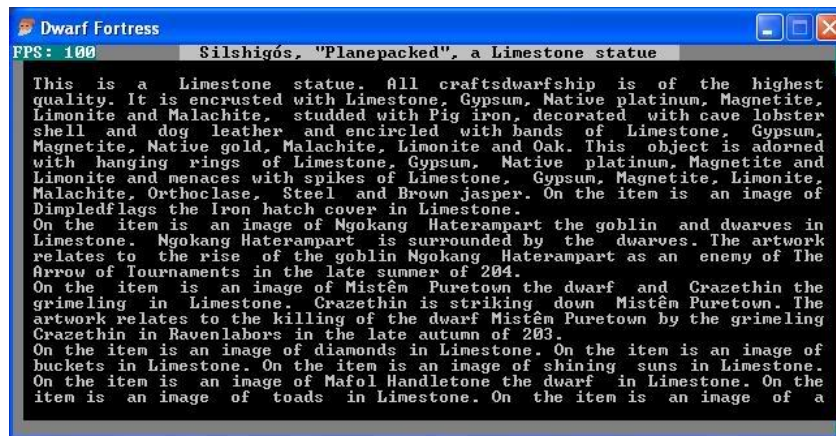 Dwarf Fortress
FPS: 100 Silshigós, "Planepacked", a Limestone statue
This is a Limestone statue. All craftsdwarfship is of the highest
quality. It is encrusted with Limestone, Gypsum, Native platinum, Magnetite,
Limonite and Malachite, studded with Pig iron, decorated with cave lobster
shell and dog leather and encircled with bands of Limestone, Gypsum,
Magnetite, Native gold, Malachite, Limonite and Oak. This object is adorned
with hanging rings of Limestone, Gypsum, Native platinum, Magnetite and
Limonite and menaces with spikes of Limestone, Gypsum, Magnetite, Limonite,
Malachite, Orthoclase, Steel and Brown jasper. On the item is an image of
Dimpledflags the Iron hatch cover in Limestone.
On the item is an image of Ngokang Haterampart the goblin and dwarves in
Limestone. Ngokang Haterampart is surrounded by the dwarves. The artwork
relates to the rise of the goblin Ngokang Haterampart as an enemy of The
Arrow of Tournaments in the late summer of 204.
On the item is an image of Mistêm Puretown the dwarf and Crazethin the
grimeling in Limestone. Crazethin is striking down Mistêm Puretown. The
artwork relates to the killing of the dwarf Mistêm Puretown by the grimeling
Crazethin in Ravenlabors in the late autumn of 203.
On the item is an image of diamonds in Limestone. On the item is an image of
buckets in Limestone. On the item is an image of shining suns in Limestone.
On the item is an image of Mafol Handletone the dwarf in Limestone. On the
item is an image of toads in Limestone. On the item is an image of a